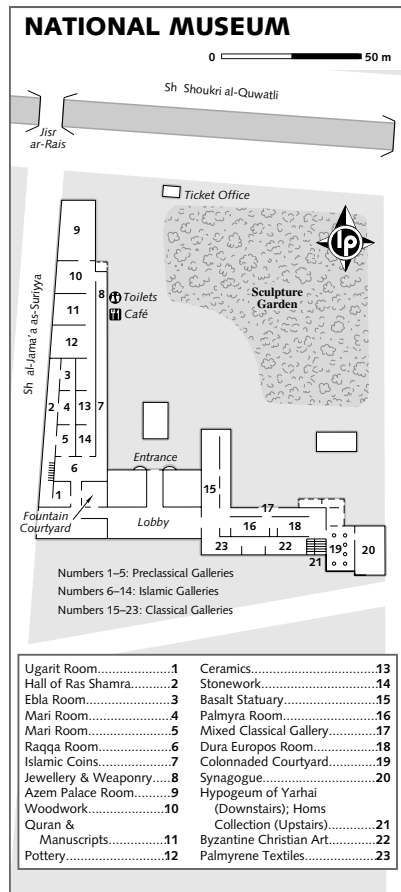 NATIONAL MUSEUM
0 50 m
Sh Shoukri al-Quwatli
Jisr
ar-Rais
Ticket Office
lp
9
10
8
Toilets
11
Café
Sculpture
Garden
Sh al-Jama'a as-Suriyya
12
3
2 4 13 7
5 14
6
Entrance
15
1
17
16 18
Fountain
Courtyard
Lobby
23 22 19 20
21
Numbers 1–5: Preclassical Galleries
Numbers 6–14: Islamic Galleries
Numbers 15–23: Classical Galleries
Ugarit Room....................1
Hall of Ras Shamra..........2
Ebla Room......................3
Mari Room.....................4
Mari Room.....................5
Raqqa Room...................6
Islamic Coins...................7
Jewellery & Weaponry....8
Azem Palace Room.........9
Woodwork....................10
Quran &
Manuscripts...............11
Pottery..........................12
Ceramics.........................13
Stonework......................14
Basalt Statuary................15
Palmyra Room................16
Mixed Classical Gallery....17
Dura Europos Room........18
Colonnaded Courtyard....19
Synagogue......................20
Hypogeum of Yarhai
(Downstairs); Homs
Collection (Upstairs).....21
Byzantine Christian Art....22
Palmyrene Textiles..........23